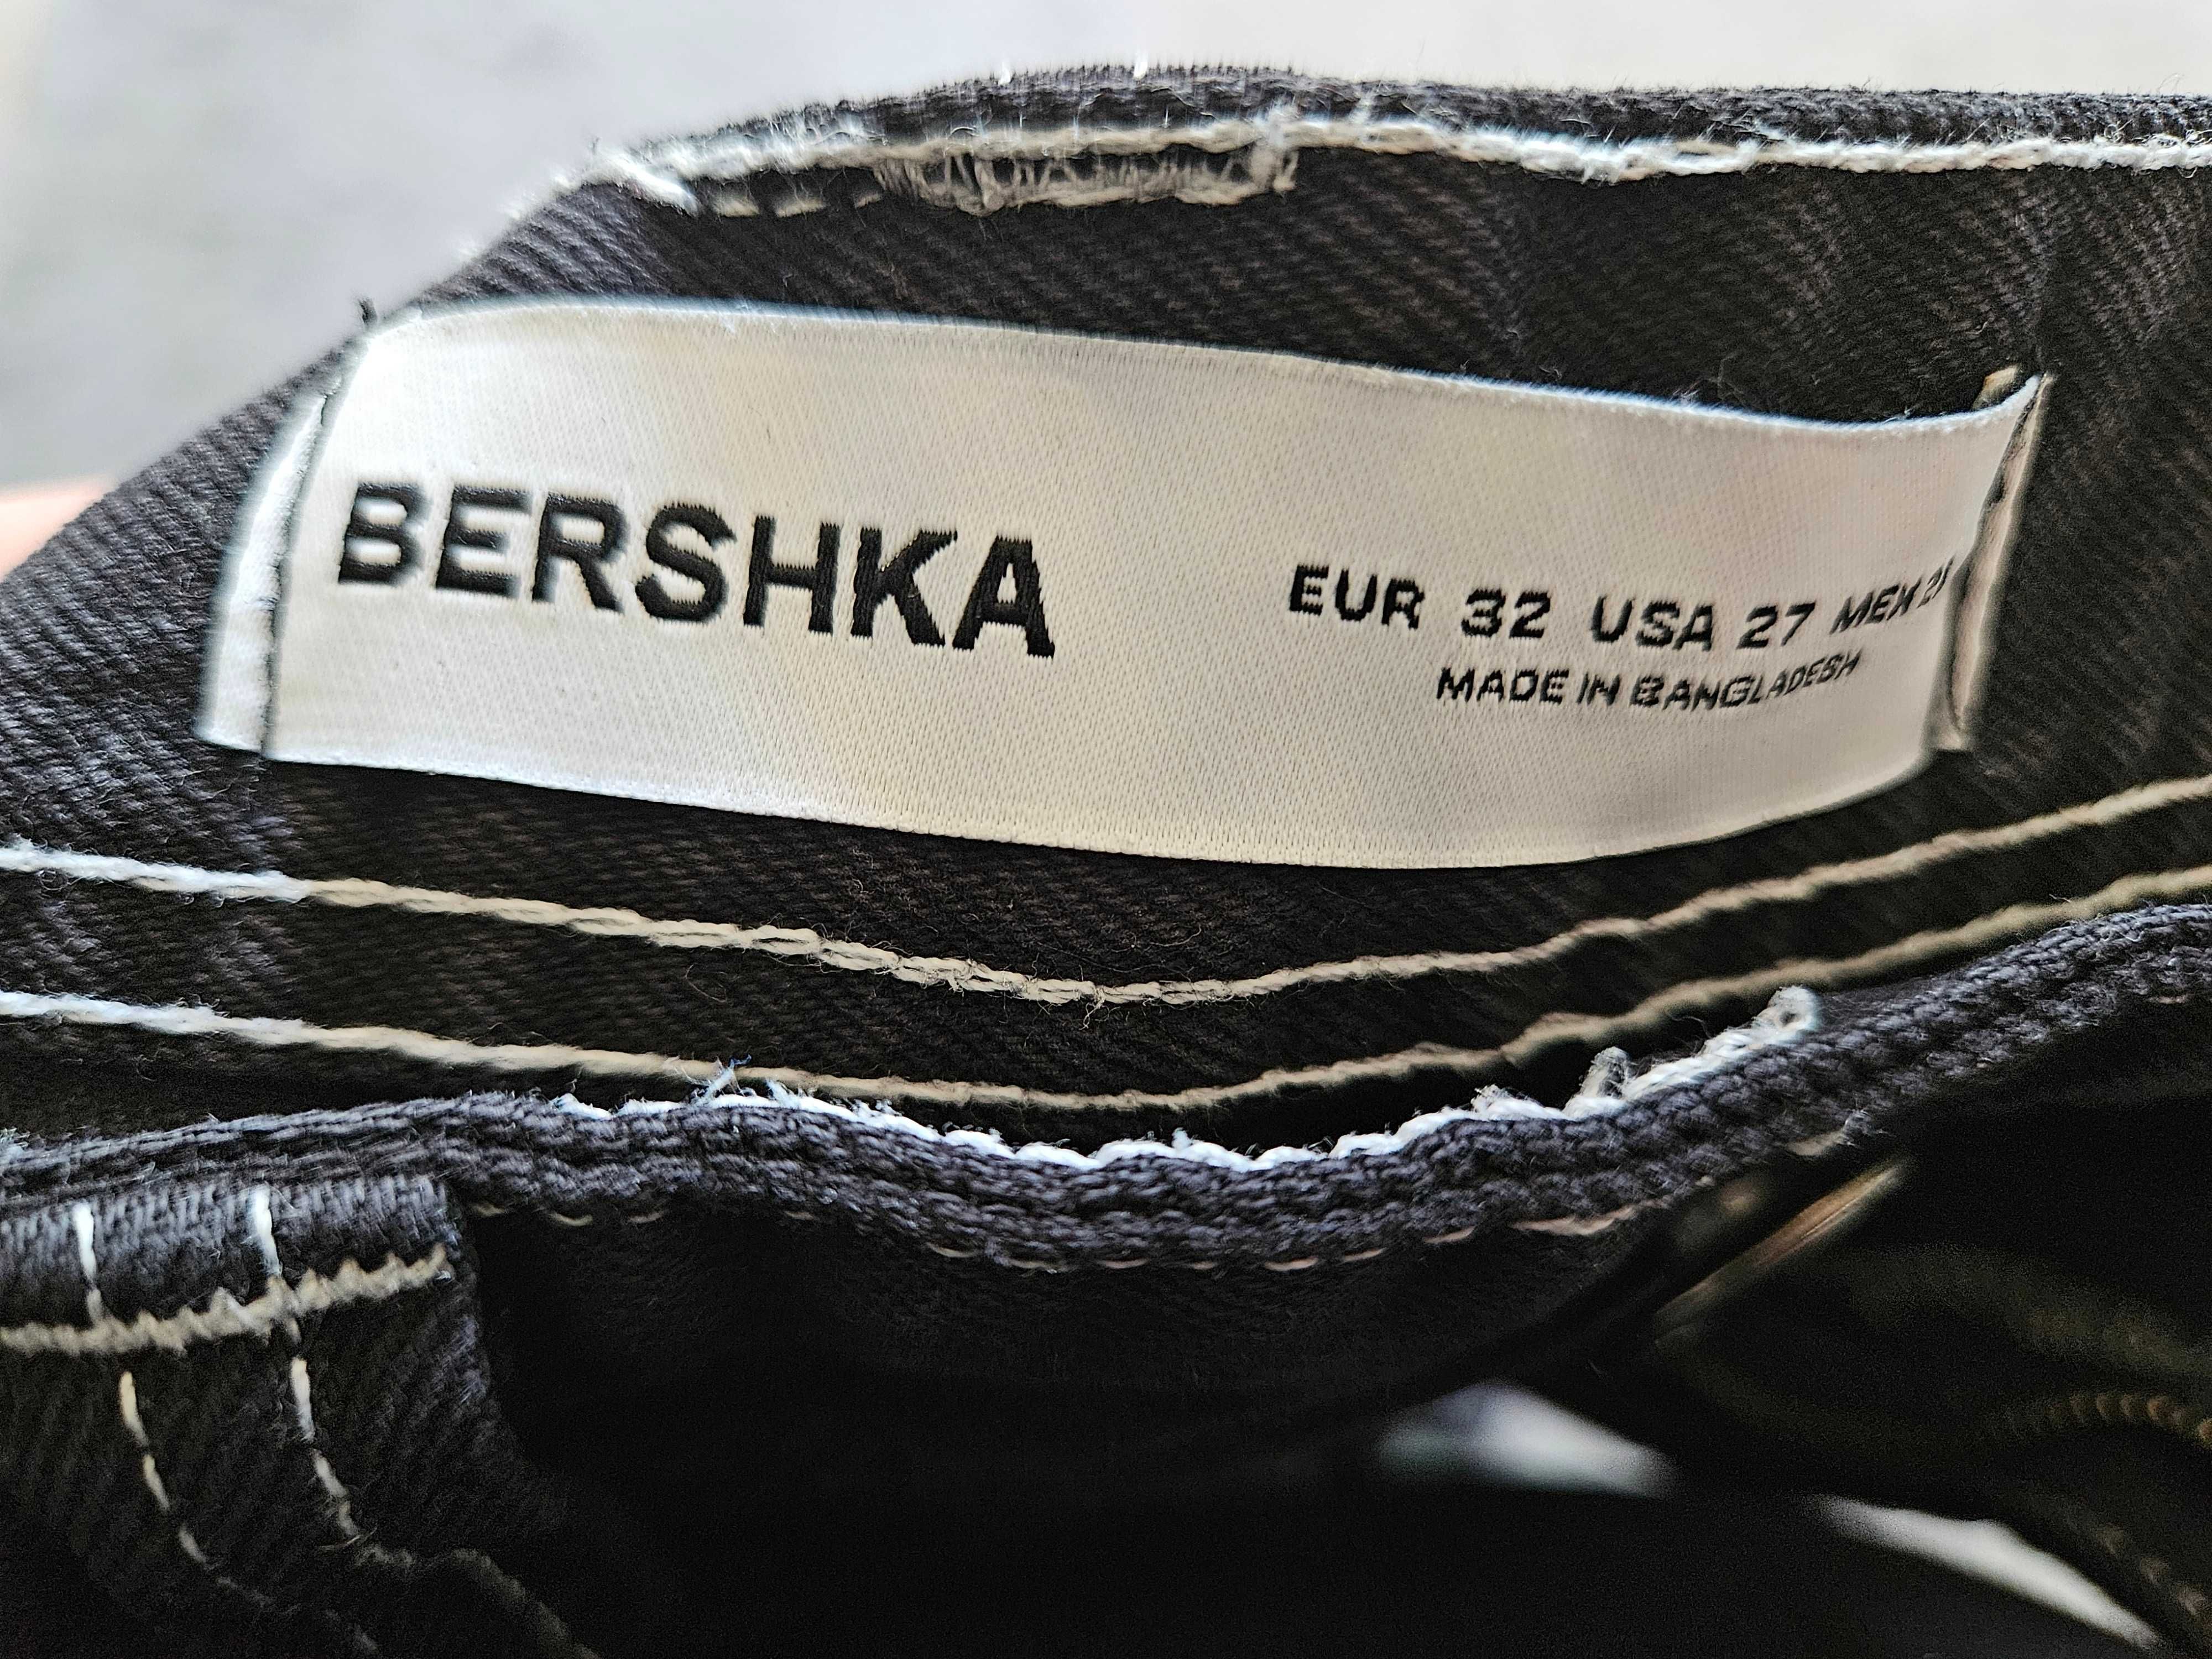 BERSHKA
EUR 32 USA 27 MEX
MADE IN BANGLADESH